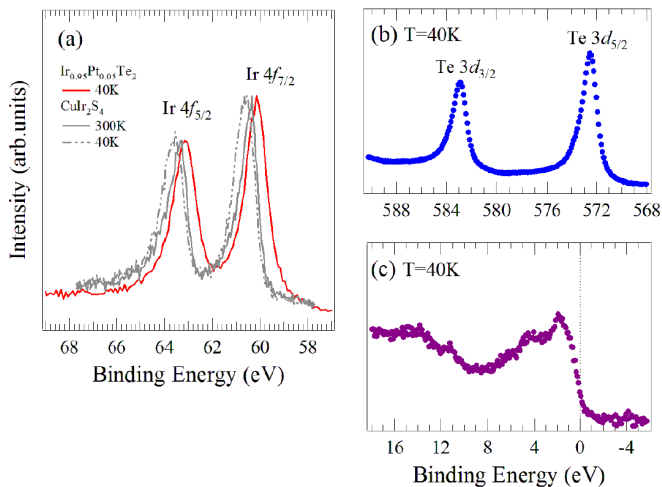 (a)
Ir 4f7/2
Ir0.95Pt0.05Te2
40K
Ir 4f5/2
CuIr2S4
300K
40K
Intensity (arb.units)
68 66 64 62 60 58
Binding Energy (eV)
(b) T=40K
Te 3d5/2
Te 3d3/2
588 584 580 576 572 568
(c) T=40K
16 12 8 4 0 -4
Binding Energy (eV)